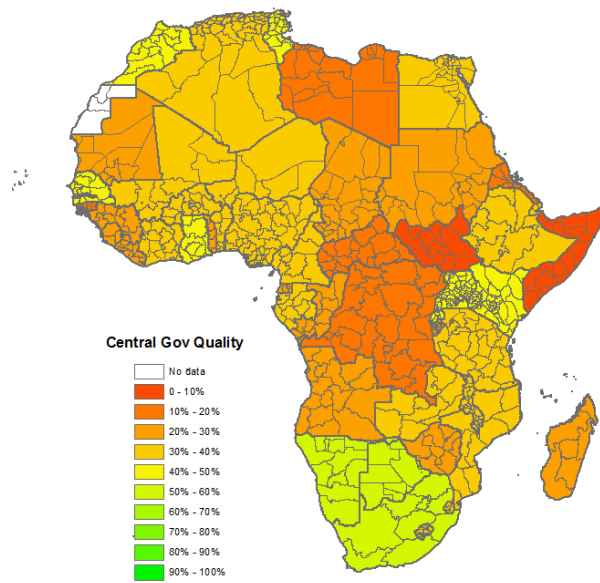 Central Gov Quality
No data
0 - 10%
10% - 20%
20% - 30%
30% - 40%
40% - 50%
50% - 60%
60% - 70%
70% - 80%
80% - 90%
90% - 100%